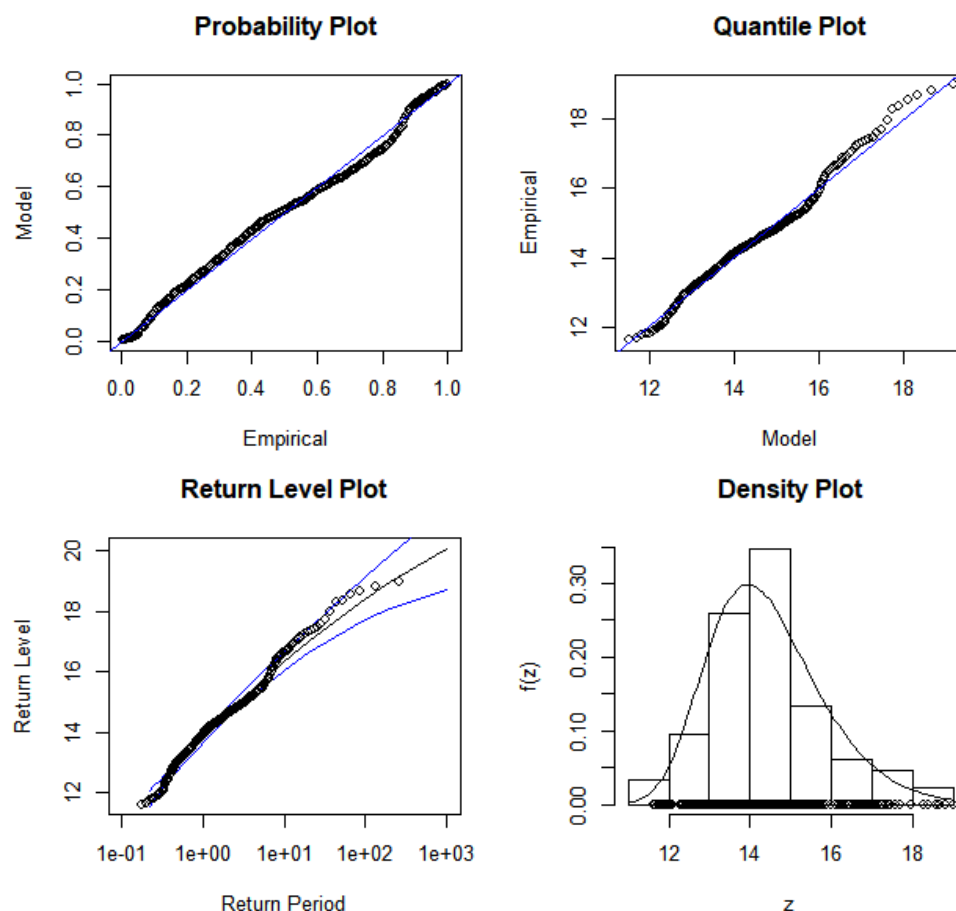 Probability Plot
Model
0.0 0.2 0.4 0.6 0.8 1.0
0.0 0.2 0.4 0.6 0.8 1.0
Empirical
Quantile Plot
Empirical
12 14 16 18
12 14 16 18
Model
Return Level Plot
Return Level
12 14 16 18 20
1e-01 1e+00 1e+01 1e+02 1e+03
Return Period
Density Plot
f(z)
0.00 0.10 0.20 0.30
12 14 16 18
z